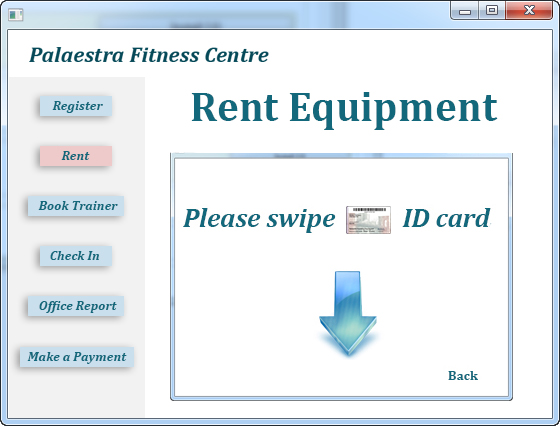 Palaestra Fitness Centre
Register
Rent
Book Trainer
Check In
Office Report
Make a Payment
Rent Equipment
Please swipe ID card
Back